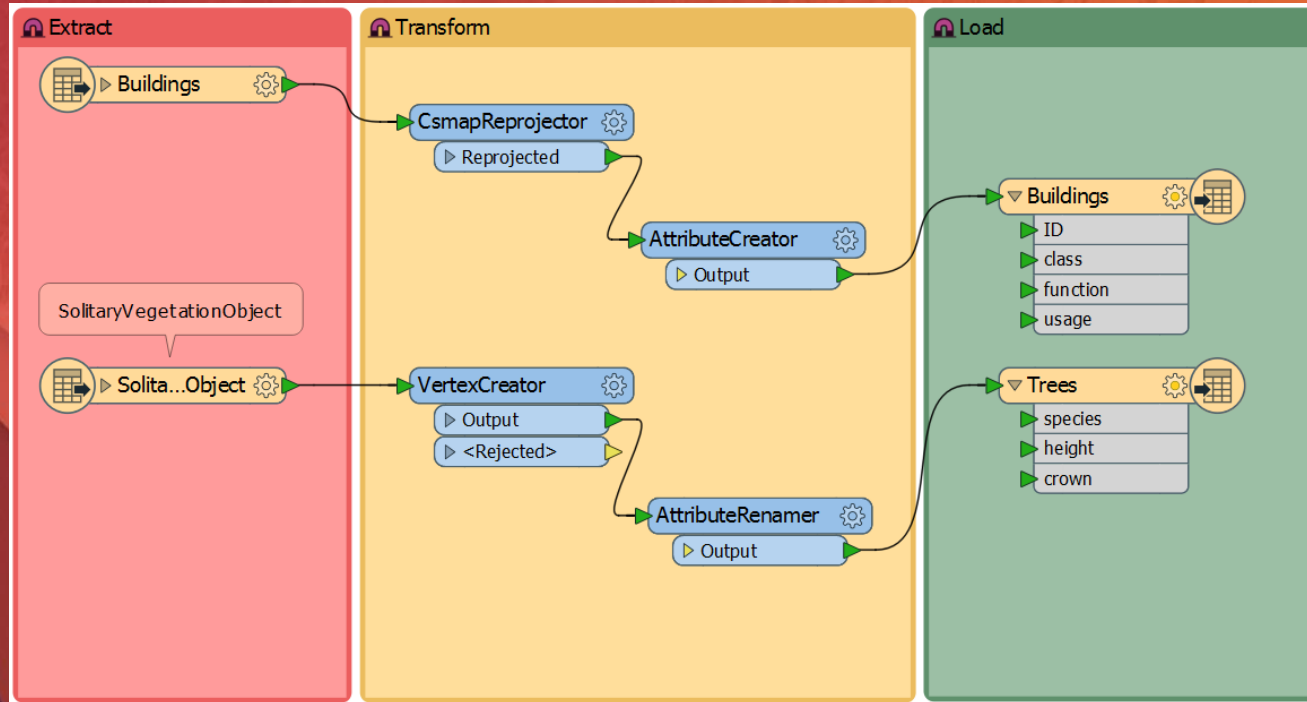 Extract
Buildings
SolitaryVegetationObject
Solita...Object
Transform
CsmapReprojector
Reprojected
AttributeCreator
Output
VertexCreator
Output
<Rejected>
AttributeRenamer
Output
Load
Buildings
ID
class
function
usage
Trees
species
height
crown